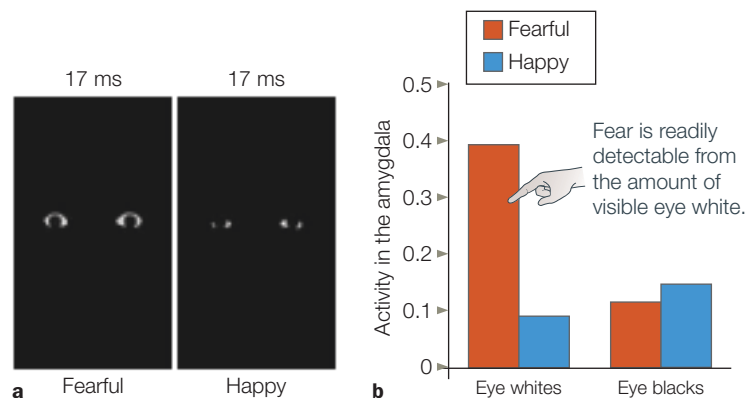 17 ms
17 ms
Fearful
Happy
a
Fearful
Happy
0.5
0.4
0.3
0.2
0.1
0
Activity in the amygdala
Fear is readily
detectable from
the amount of
visible eye white.
b
Eye whites
Eye blacks